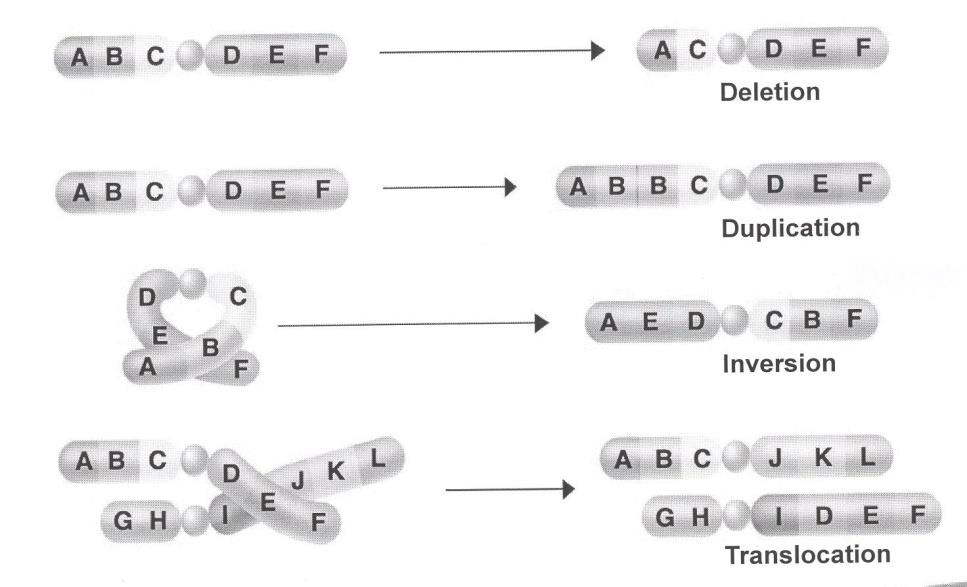 A B C D E F
A C D E F
Deletion
A B C D E F
A B B C D E F
Duplication
D C
E B
A F
A E D C B F
Inversion
A B C D E J K L
G H I F
A B C J K L
G H I D E F
Translocation